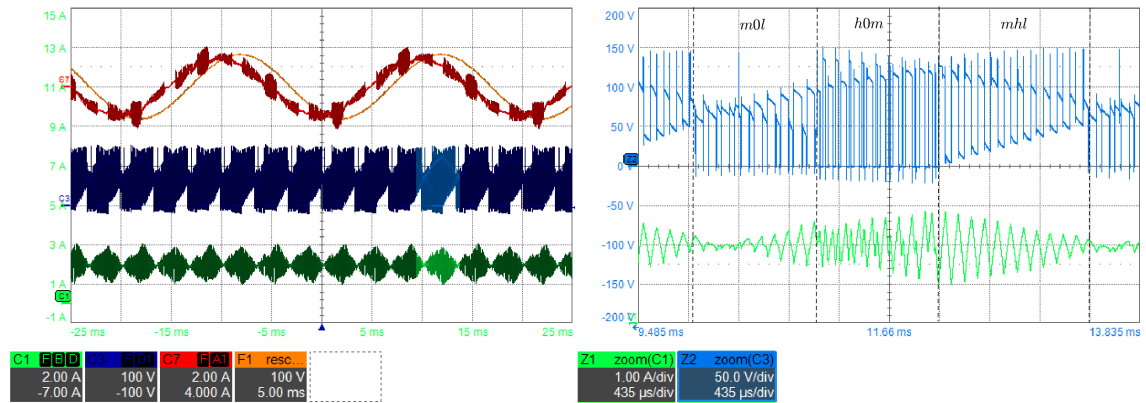 15 A
13 A
11 A
9 A
7 A
5 A
3 A
1 A
-1 A
C7
C3
C1
-25 ms
-15 ms
-5 ms
5 ms
15 ms
25 ms
C1 F B D
2.00 A
-7.00 A
C3 F D
100 V
-100 V
C7 F A1
2.00 A
4.000 A
F1 resc...
100 V
5.00 ms
200 V
150 V
100 V
50 V
0 V
-50 V
-100 V
-150 V
-200 V
Z2
m0l
h0m
mhl
9.485 ms
11.66 ms
13.835 ms
Z1 zoom(C1)
1.00 A/div
435 µs/div
Z2 zoom(C3)
50.0 V/div
435 µs/div